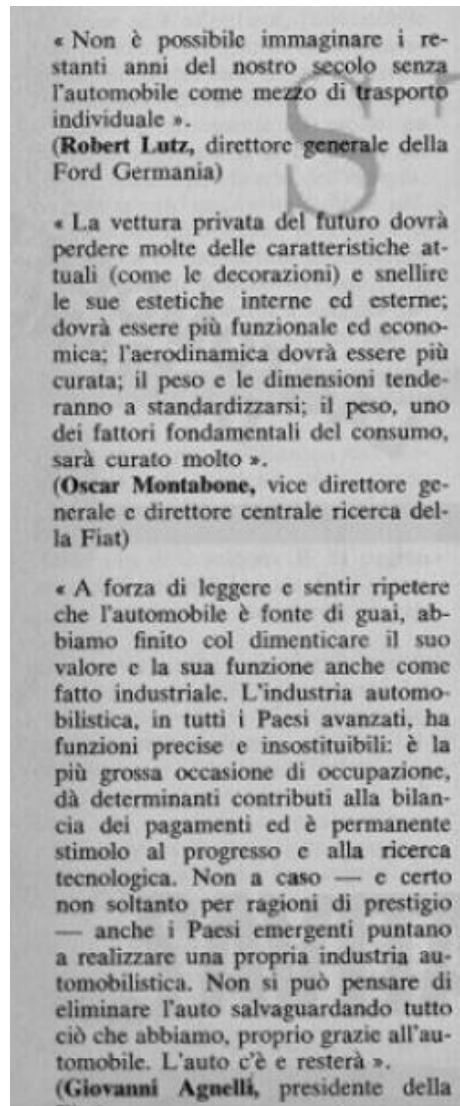 « Non è possibile immaginare i re-
stanti anni del nostro secolo senza
l'automobile come mezzo di trasporto
individuale ».
(Robert Lutz, direttore generale della
Ford Germania)
« La vettura privata del futuro dovrà
perdere molte delle caratteristiche at-
tuali (come le decorazioni) e snellire
le sue estetiche interne ed esterne;
dovrà essere più funzionale ed econo-
mica; l'aerodinamica dovrà essere più
curata; il peso e le dimensioni tende-
ranno a standardizzarsi; il peso, uno
dei fattori fondamentali del consumo,
sarà curato molto ».
(Oscar Montabone, vice direttore ge-
nerale e direttore centrale ricerca del-
la Fiat)
« A forza di leggere e sentir ripetere
che l'automobile è fonte di guai, ab-
biamo finito col dimenticare il suo
valore e la sua funzione anche come
fatto industriale. L'industria automo-
bilistica, in tutti i Paesi avanzati, ha
funzioni precise e insostituibili: è la
più grossa occasione di occupazione,
dà determinanti contributi alla bilan-
cia dei pagamenti ed è permanente
stimolo al progresso e alla ricerca
tecnologica. Non a caso — e certo
non soltanto per ragioni di prestigio
— anche i Paesi emergenti puntano
a realizzare una propria industria au-
tomobilistica. Non si può pensare di
eliminare l'auto salvaguardando tutto
ciò che abbiamo, proprio grazie all'au-
tomobile. L'auto c'è e resterà ».
(Giovanni Agnelli, presidente della